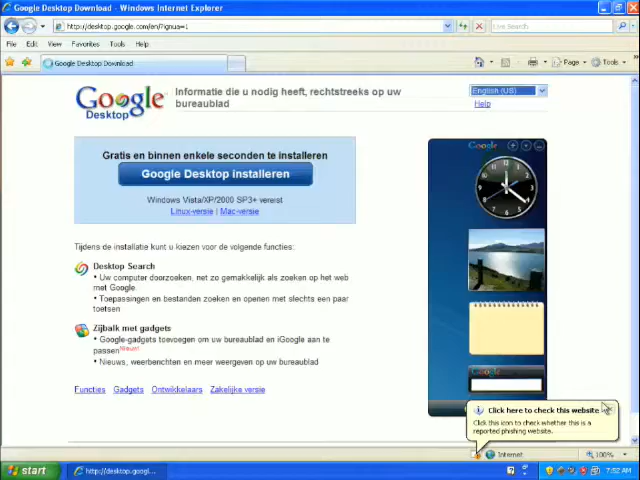 Google Desktop Download - Windows Internet Explorer
http://desktop.google.com/en/?ignua=1
Live Search
File Edit View Favorites Tools Help
Google Desktop Download
Page Tools
Google
Desktop
Informatie die u nodig heeft, rechtstreeks op uw
bureaublad
English (US)
Help
Gratis en binnen enkele seconden te installeren
Google Desktop installeren
Windows Vista/XP/2000 SP3+ vereist
Linux-versie | Mac-versie
Tijdens de installatie kunt u kiezen voor de volgende functies:
Desktop Search
• Uw computer doorzoeken, net zo gemakkelijk als zoeken op het web
met Google.
• Toepassingen en bestanden zoeken en openen met slechts een paar
toetsen
Zijbalk met gadgets
• Google-gadgets toevoegen om uw bureaublad en iGoogle aan te
passen Nieuw!
• Nieuws, weerberichten en meer weergeven op uw bureaublad
Functies Gadgets Ontwikkelaars Zakelijke versie
Google
Google
Click here to check this website
Click this icon to check whether this is a
reported phishing website.
Internet
100%
start
http://desktop.googl...
7:52 AM